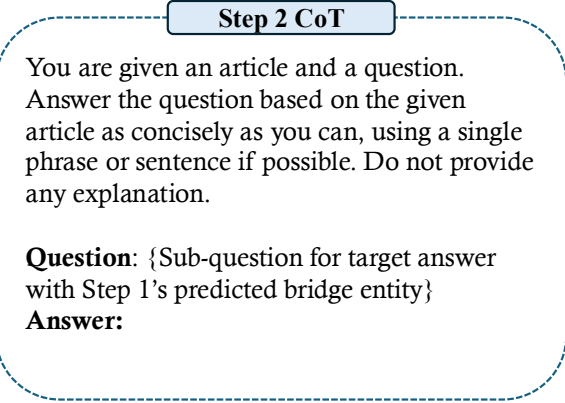 Step 2 CoT
You are given an article and a question.
Answer the question based on the given
article as concisely as you can, using a single
phrase or sentence if possible. Do not provide
any explanation.
Question: {Sub-question for target answer
with Step 1's predicted bridge entity}
Answer: